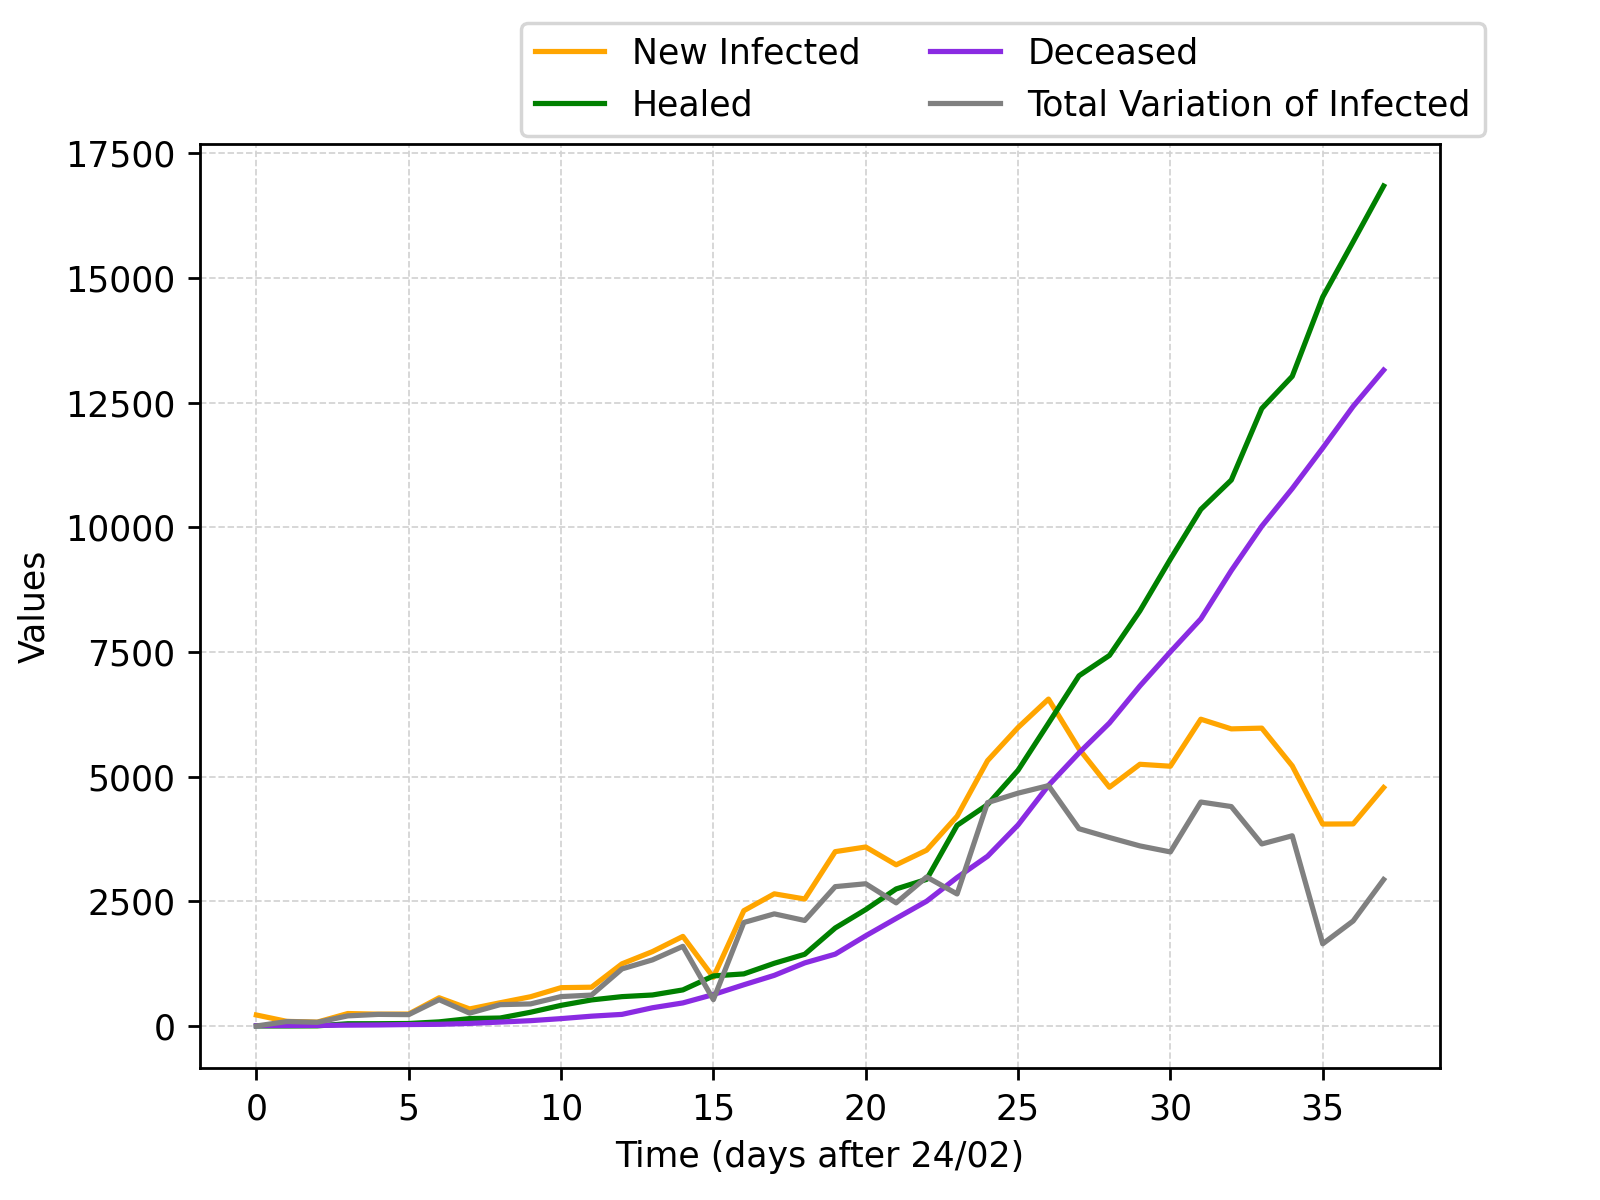 New Infected
Healed
Deceased
Total Variation of Infected
17500
15000
12500
10000
7500
5000
2500
0
Values
0 5 10 15 20 25 30 35
Time (days after 24/02)